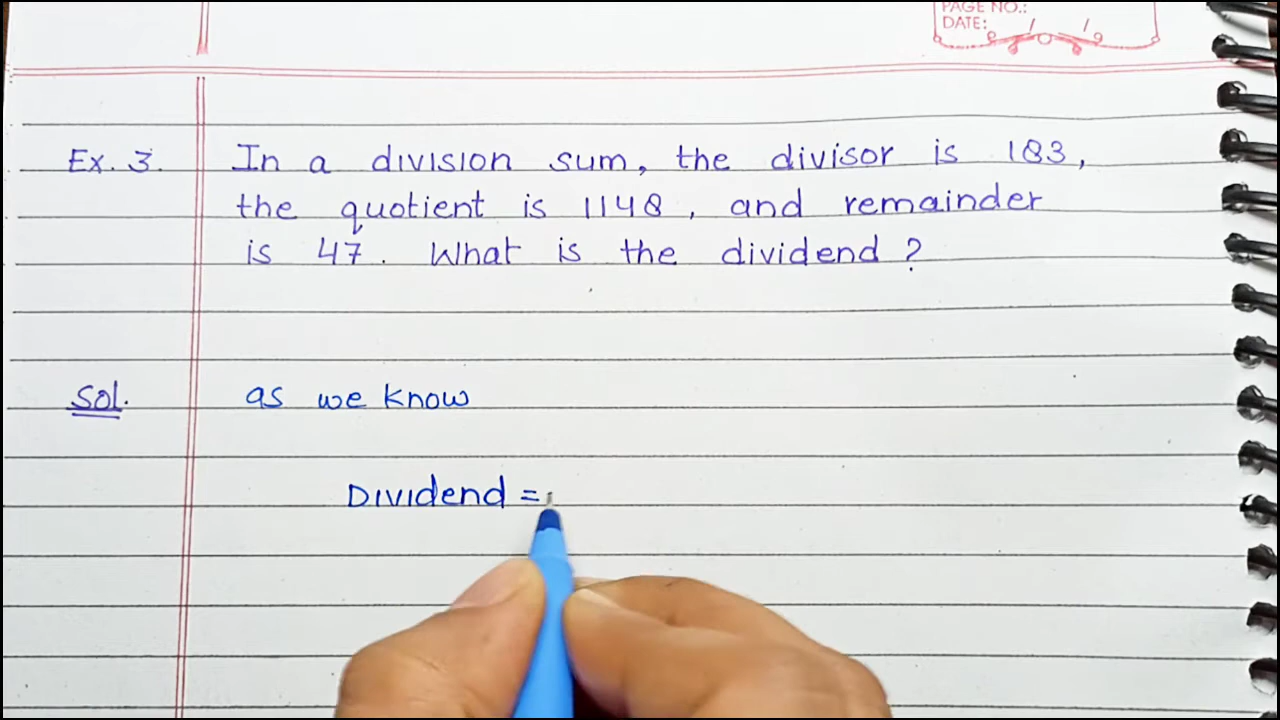 PAGE NO.:
DATE: / /
Ex. 3. In a division sum, the divisor is 183,
the quotient is 1148, and remainder
is 47. What is the dividend?
Sol. as we know
Dividend =